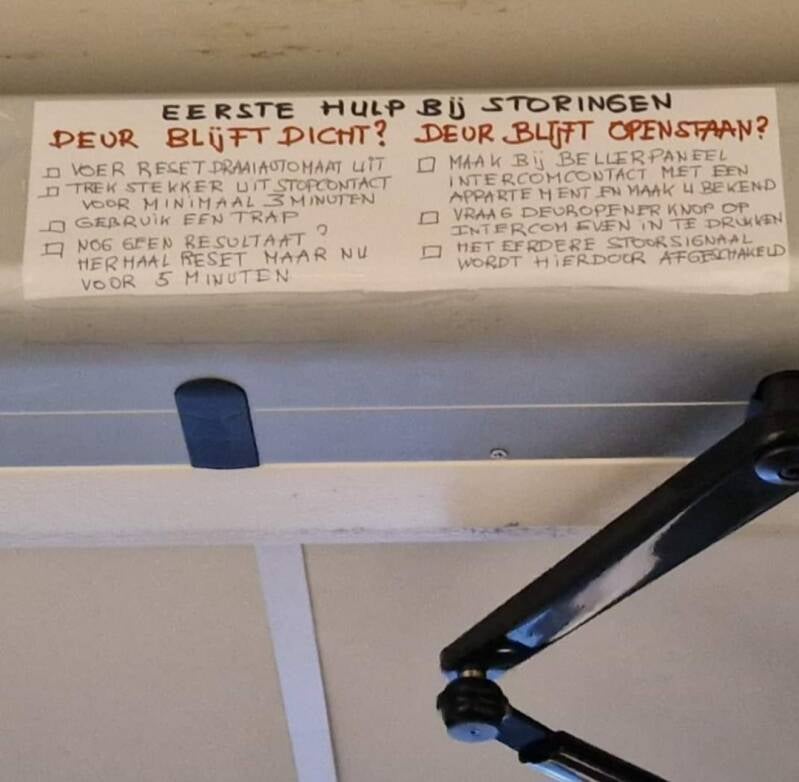 EERSTE HULP Bij STORINGEN
DEUR BLijFT DICHT?
□ VOER RESET DRAAIAUTOMAAT UIT
□ TREK STEKKER UIT STOPCONTACT
VOOR MINIMAAL 3 MINUTEN
□ GEBRUIK EEN TRAP
□ NOG GEEN RESULTAAT?
HERHAAL RESET MAAR NU
VOOR 5 MINUTEN
DEUR BLijFT OPENSTAAN?
□ MAAK Bij BELLERPANEEL
INTERCOMCONTACT MET EEN
APPARTEMENT EN MAAK U BEKEND
□ VRAAG DEUROPENER KNOP OP
INTERCOM EVEN IN TE DRUKKEN
□ HET EERDERE STOORSIGNAAL
WORDT HiERDOOR AFGESCHAKELD